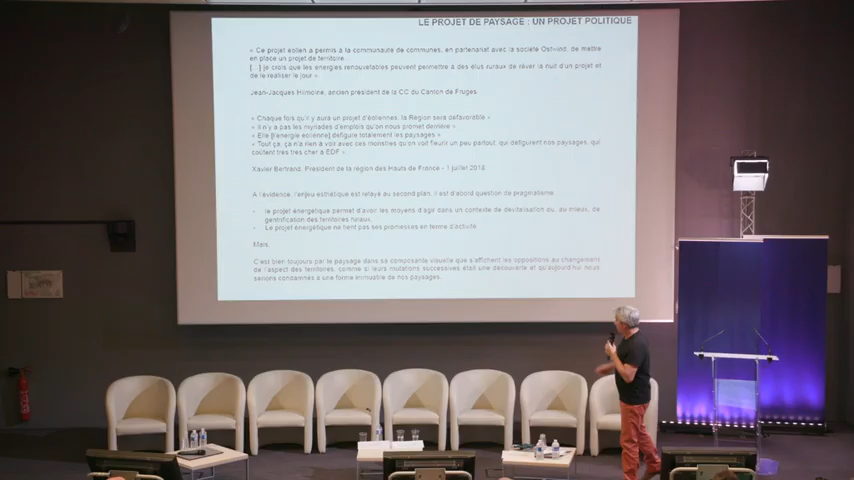 LE PROJET DE PAYSAGE : UN PROJET POLITIQUE
« Ce projet éolien a permis à la communauté de communes, en partenariat avec la société Ostwind, de mettre
en place un projet de territoire.
[…] je crois que les énergies renouvelables peuvent permettre à des élus ruraux de rêver la nuit d'un projet et
de le réaliser le jour »
Jean-Jacques Hilmoine, ancien président de la CC du Canton de Fruges
« Chaque fois qu'il y aura un projet d'éoliennes, la Région sera défavorable »
« Il n'y a pas les myriades d'emplois qu'on nous promet derrière »
« Elle [l'énergie éolienne] défigure totalement les paysages »
« Tout ça, ça n'a rien à voir avec ces monstres qu'on voit fleurir un peu partout, qui défigurent nos paysages, qui
coûtent très très cher à EDF »
Xavier Bertrand, Président de la région des Hauts de France - 1 juillet 2018
A l'évidence, l'enjeu esthétique est relayé au second plan, il est d'abord question de pragmatisme.
- le projet énergétique permet d'avoir les moyens d'agir dans un contexte de dévitalisation ou, au mieux, de
gentrification des territoires ruraux.
- Le projet énergétique ne tient pas ses promesses en terme d'activité
Mais,
C'est bien toujours par le paysage dans sa composante visuelle que s'affichent les oppositions au changement
de l'aspect des territoires, comme si leurs mutations successives était une découverte et qu'aujourd'hui nous
serions condamnés à une forme immuable de nos paysages.